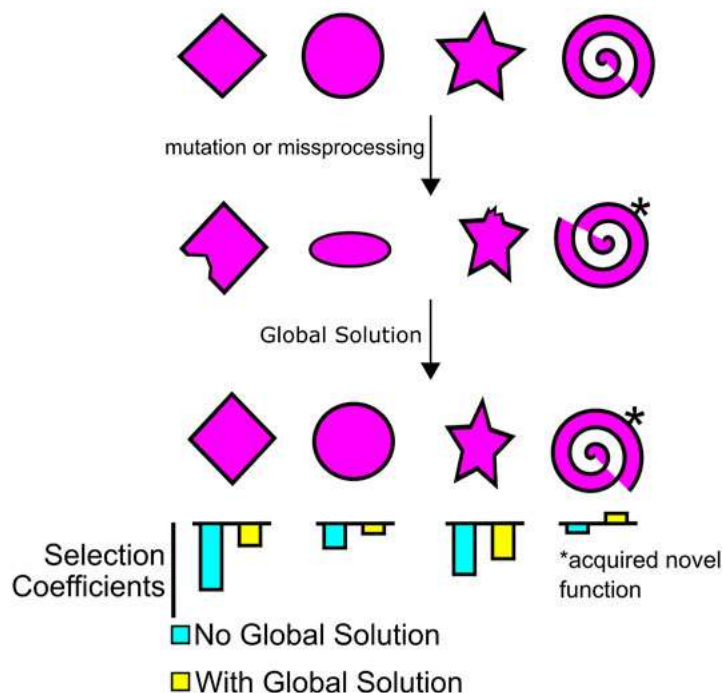 mutation or missprocessing
*
Global Solution
*
Selection
Coefficients
*acquired novel
function
No Global Solution
With Global Solution